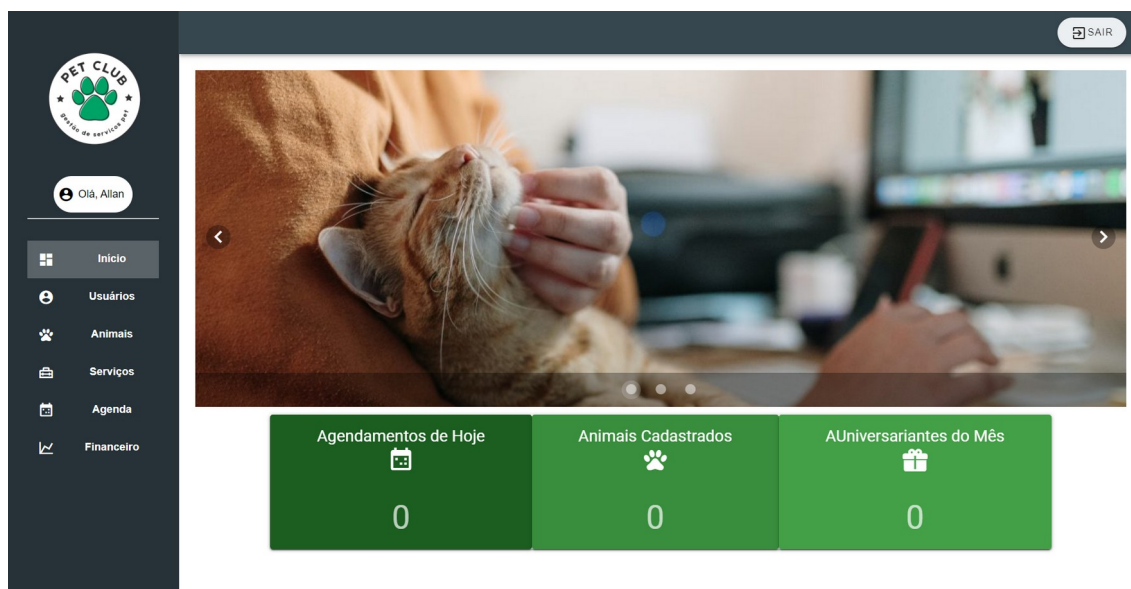 SAIR
PET CLUB
gestão de serviços pet
Olá, Allan
Início
Usuários
Animais
Serviços
Agenda
Financeiro
Agendamentos de Hoje
Animais Cadastrados
AUniversariantes do Mês
0
0
0